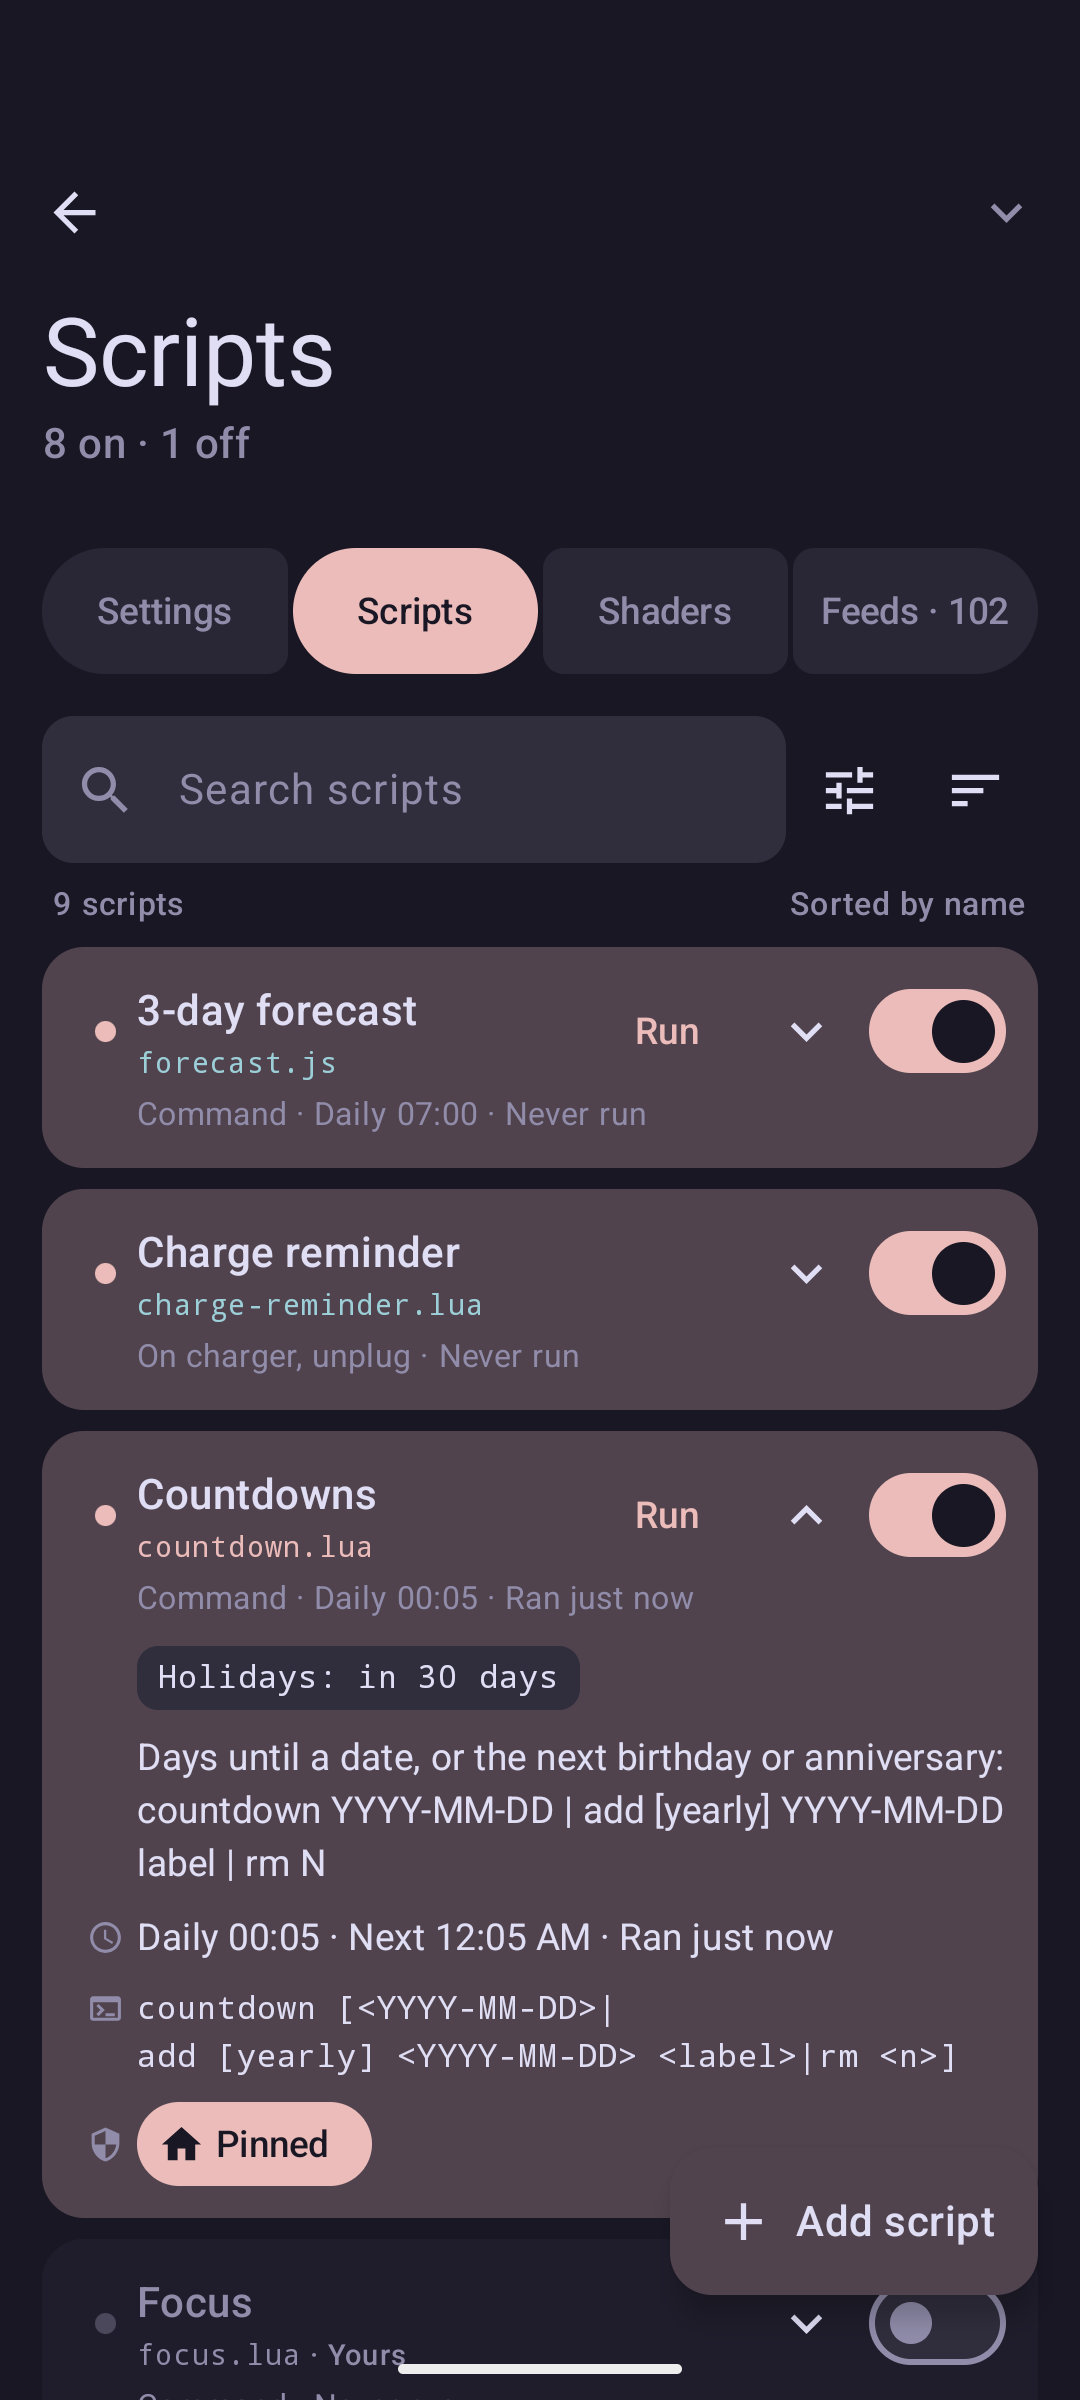 Scripts
8 on · 1 off
Settings
Scripts
Shaders
Feeds · 102
Search scripts
9 scripts
Sorted by name
3-day forecast
Run
forecast.js
Command · Daily 07:00 · Never run
Charge reminder
charge-reminder.lua
On charger, unplug · Never run
Countdowns
Run
countdown.lua
Command · Daily 00:05 · Ran just now
Holidays: in 30 days
Days until a date, or the next birthday or anniversary:
countdown YYYY-MM-DD | add [yearly] YYYY-MM-DD
label | rm N
Daily 00:05 · Next 12:05 AM · Ran just now
countdown [<YYYY-MM-DD>|
add [yearly] <YYYY-MM-DD> <label>|rm <n>]
Pinned
Add script
Focus
focus.lua · Yours